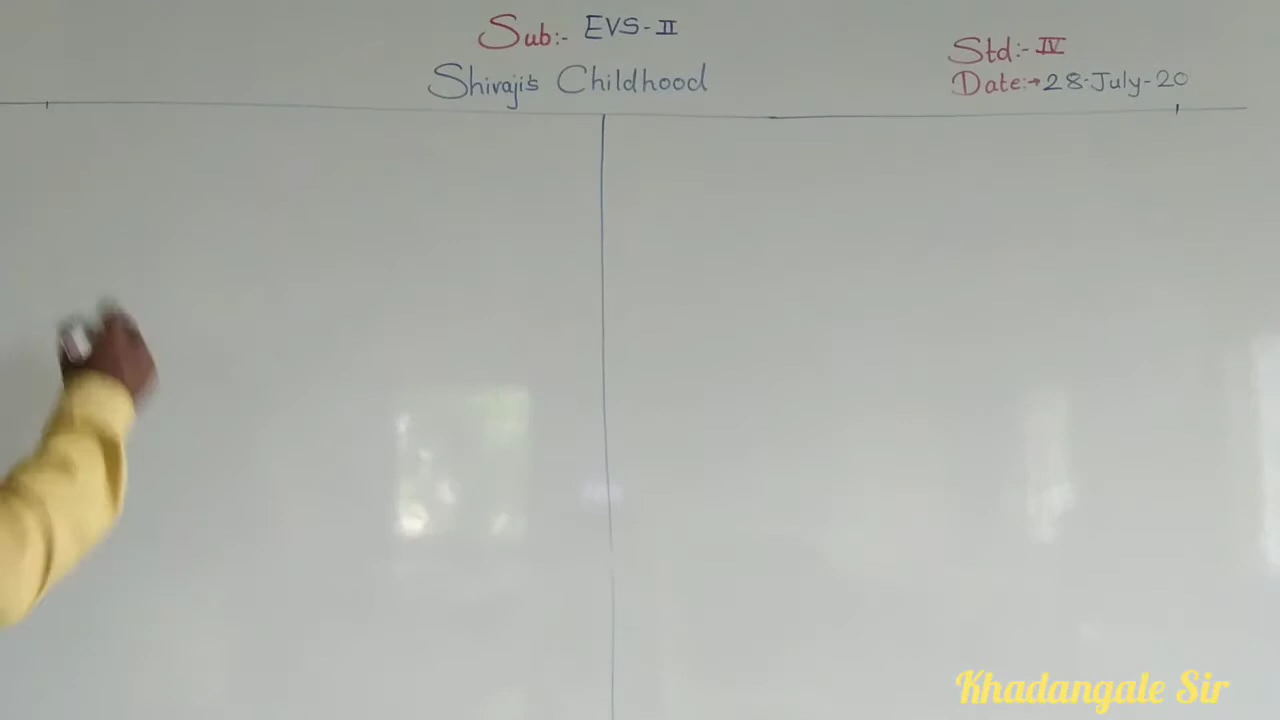 Sub:- EVS-II
Shivaji's Childhood
Std:- IV
Date:→28-July-20
Khadangale Sir